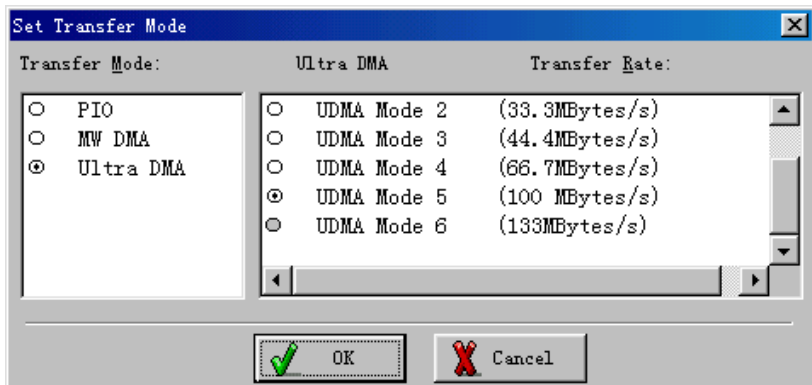 Set Transfer Mode
Transfer Mode: Ultra DMA Transfer Rate:
PIO UDMA Mode 2 (33.3MBytes/s)
MW DMA UDMA Mode 3 (44.4MBytes/s)
Ultra DMA UDMA Mode 4 (66.7MBytes/s)
UDMA Mode 5 (100 MBytes/s)
UDMA Mode 6 (133MBytes/s)
OK Cancel